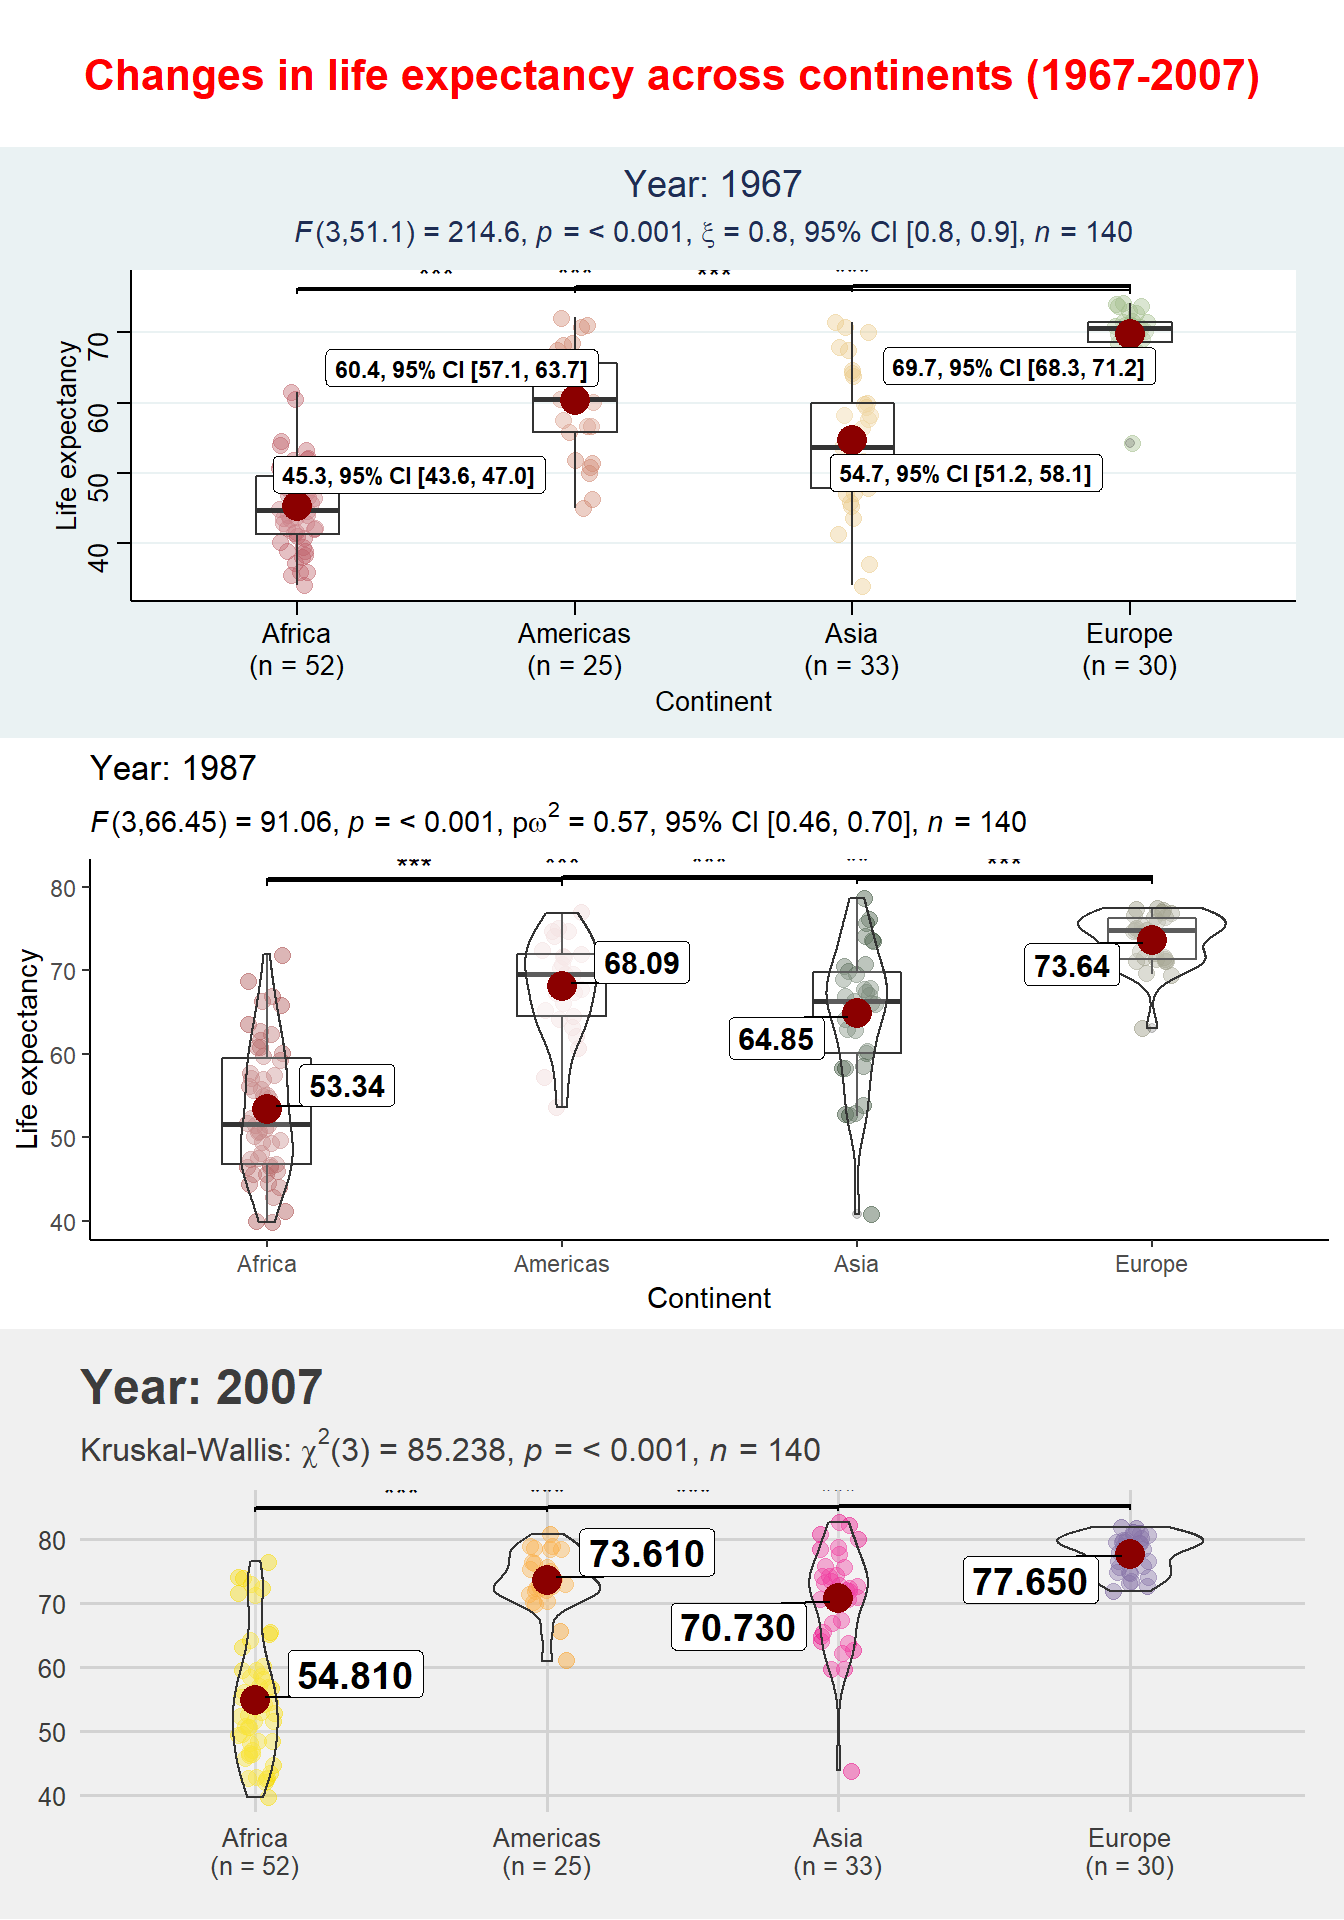 Changes in life expectancy across continents (1967-2007)
Year: 1967
F(3,51.1) = 214.6, p = < 0.001, ξ = 0.8, 95% CI [0.8, 0.9], n = 140
*** *** *** ***
Life expectancy
70
60
50
40
60.4, 95% CI [57.1, 63.7]
69.7, 95% CI [68.3, 71.2]
45.3, 95% CI [43.6, 47.0]
54.7, 95% CI [51.2, 58.1]
Africa Americas Asia Europe
(n = 52) (n = 25) (n = 33) (n = 30)
Continent
Year: 1987
F(3,66.45) = 91.06, p = < 0.001, pω² = 0.57, 95% CI [0.46, 0.70], n = 140
*** *** *** ** ***
Life expectancy
80
70
60
50
40
68.09
73.64
64.85
53.34
Africa Americas Asia Europe
Continent
Year: 2007
Kruskal-Wallis: χ²(3) = 85.238, p = < 0.001, n = 140
*** *** *** ***
80
70
60
50
40
73.610
77.650
70.730
54.810
Africa Americas Asia Europe
(n = 52) (n = 25) (n = 33) (n = 30)